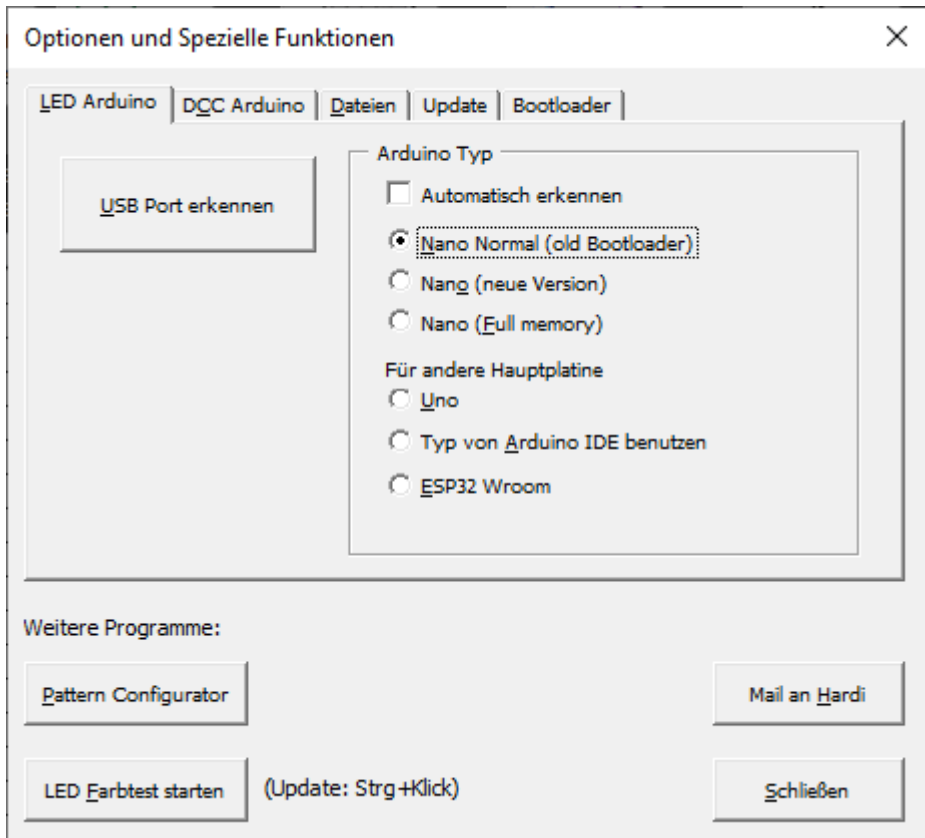 Optionen und Spezielle Funktionen
LED Arduino
DCC Arduino
Dateien
Update
Bootloader
USB Port erkennen
Arduino Typ
Automatisch erkennen
Nano Normal (old Bootloader)
Nano (neue Version)
Nano (Full memory)
Für andere Hauptplatine
Uno
Typ von Arduino IDE benutzen
ESP32 Wroom
Weitere Programme:
Pattern Configurator
Mail an Hardi
LED Farbtest starten
(Update: Strg+Klick)
Schließen